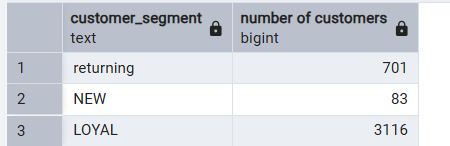 customer_segment number of customers
text bigint
1 returning 701
2 NEW 83
3 LOYAL 3116